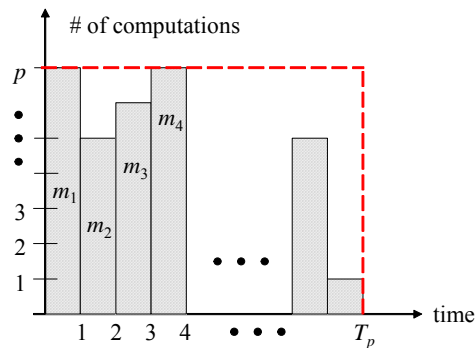 # of computations
p
m₁
m₂
m₃
m₄
3
2
1
1 2 3 4
Tₚ
time